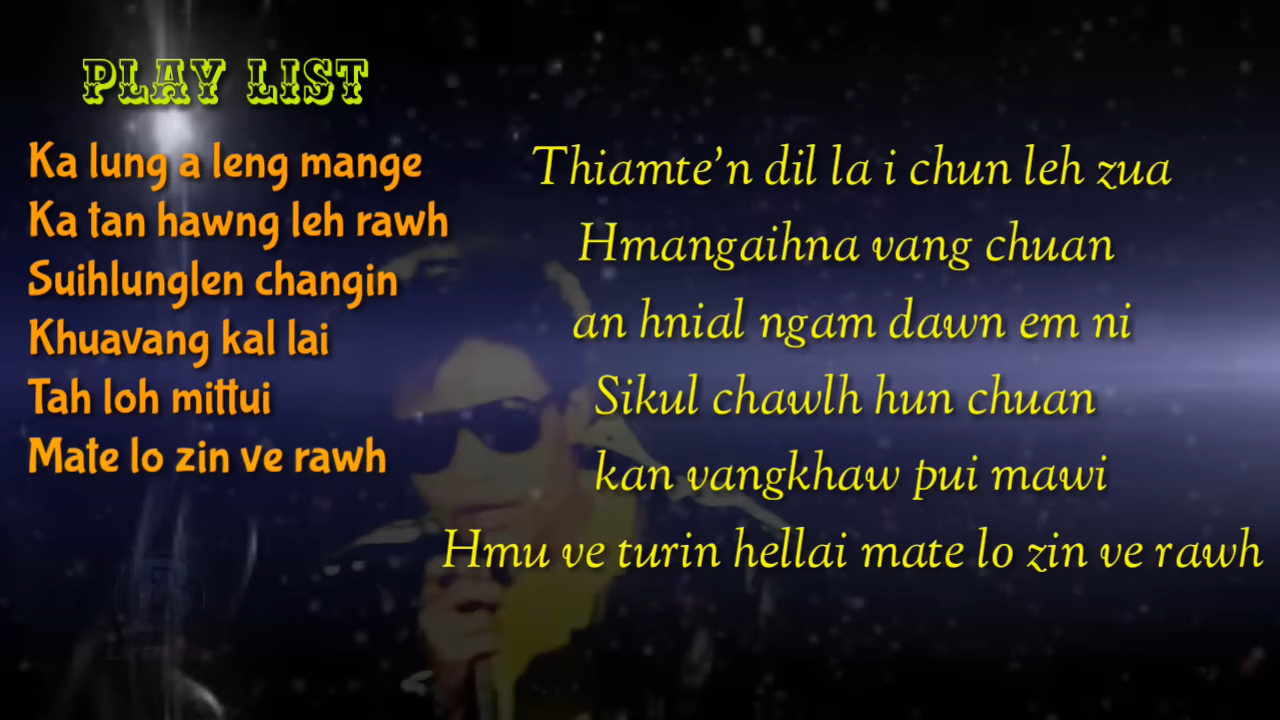 PLAY LIST
Ka lung a leng mange
Ka tan hawng leh rawh
Suihlunglen changin
Khuavang kal lai
Tah loh mittui
Mate lo zin ve rawh
Thiamte'n dil la i chun leh zua
Hmangaihna vang chuan
an hnial ngam dawn em ni
Sikul chawlh hun chuan
kan vangkhaw pui mawi
Hmu ve turin hellai mate lo zin ve rawh